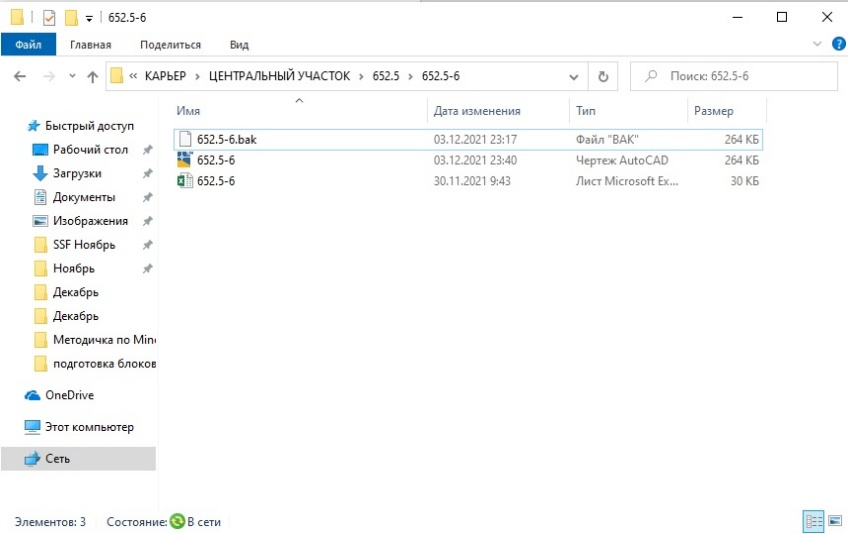 652.5-6
Файл Главная Поделиться Вид
« КАРЬЕР › ЦЕНТРАЛЬНЫЙ УЧАСТОК › 652.5 › 652.5-6
Поиск: 652.5-6
Имя Дата изменения Тип Размер
652.5-6.bak 03.12.2021 23:17 Файл "BAK" 264 КБ
652.5-6 03.12.2021 23:40 Чертеж AutoCAD 264 КБ
652.5-6 30.11.2021 9:43 Лист Microsoft Ex... 30 КБ
Быстрый доступ
Рабочий стол
Загрузки
Документы
Изображения
SSF Ноябрь
Ноябрь
Декабрь
Декабрь
Методичка по Min
подготовка блоков
OneDrive
Этот компьютер
Сеть
Элементов: 3 Состояние: В сети